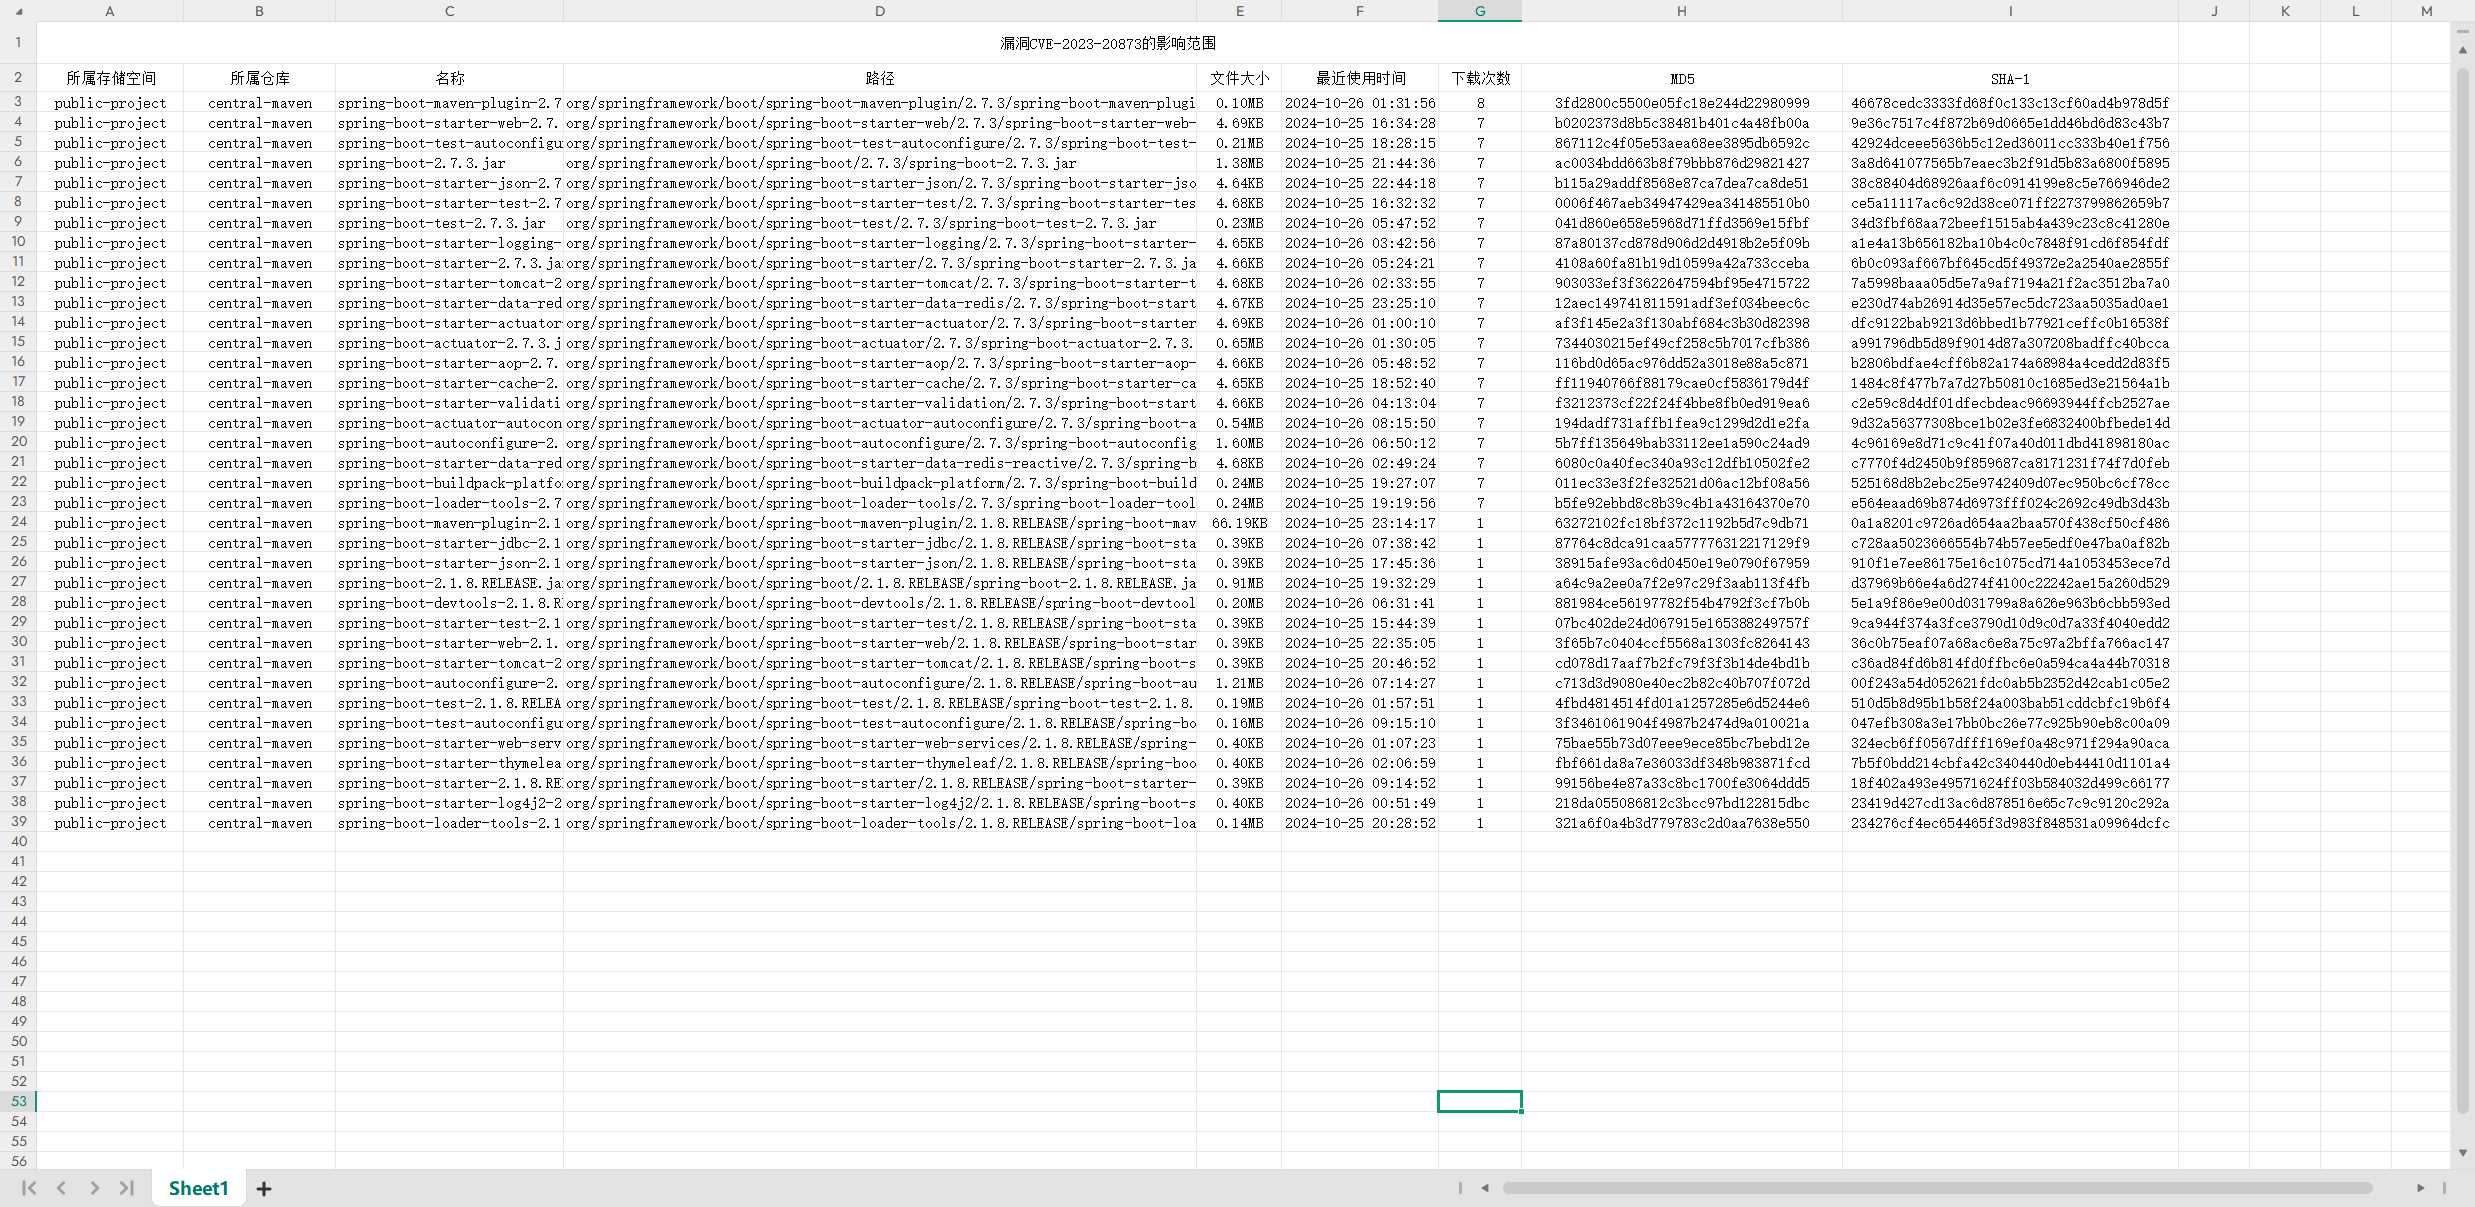 A B C D E F G H I J K L M
1 漏洞CVE-2023-20873的影响范围
2 所属存储空间 所属仓库 名称 路径 文件大小 最近使用时间 下载次数 MD5 SHA-1
3 public-project central-maven spring-boot-maven-plugin-2.7 org/springframework/boot/spring-boot-maven-plugin/2.7.3/spring-boot-maven-plugi 0.10MB 2024-10-26 01:31:56 8 3fd2800c5500e05fc18e244d22980999 46678cedc3333fd68f0c133c13cf60ad4b978d5f
4 public-project central-maven spring-boot-starter-web-2.7. org/springframework/boot/spring-boot-starter-web/2.7.3/spring-boot-starter-web- 4.69KB 2024-10-25 16:34:28 7 b0202373d8b5c38481b401c4a48fb00a 9e36c7517c4f872b69d0665e1dd46bd6d83c43b7
5 public-project central-maven spring-boot-test-autoconfigu org/springframework/boot/spring-boot-test-autoconfigure/2.7.3/spring-boot-test- 0.21MB 2024-10-25 18:28:15 7 867112c4f05e53aea68ee3895db6592c 42924dceee5636b5c12ed36011cc333b40e1f756
6 public-project central-maven spring-boot-2.7.3.jar org/springframework/boot/spring-boot/2.7.3/spring-boot-2.7.3.jar 1.38MB 2024-10-25 21:44:36 7 ac0034bdd663b8f79bbb876d29821427 3a8d641077565b7eaec3b2f91d5b83a6800f5895
7 public-project central-maven spring-boot-starter-json-2.7 org/springframework/boot/spring-boot-starter-json/2.7.3/spring-boot-starter-jso 4.64KB 2024-10-25 22:44:18 7 b115a29addf8568e87ca7dea7ca8de51 38c88404d68926aaf6c0914199e8c5e766946de2
8 public-project central-maven spring-boot-starter-test-2.7 org/springframework/boot/spring-boot-starter-test/2.7.3/spring-boot-starter-tes 4.68KB 2024-10-25 16:32:32 7 0006f467aeb34947429ea341485510b0 ce5a11117ac6c92d38ce071ff2273799862659b7
9 public-project central-maven spring-boot-test-2.7.3.jar org/springframework/boot/spring-boot-test/2.7.3/spring-boot-test-2.7.3.jar 0.23MB 2024-10-26 05:47:52 7 041d860e658e5968d71ffd3569e15fbf 34d3fbf68aa72beef1515ab4a439c23c8c41280e
10 public-project central-maven spring-boot-starter-logging- org/springframework/boot/spring-boot-starter-logging/2.7.3/spring-boot-starter- 4.65KB 2024-10-26 03:42:56 7 87a80137cd878d906d2d4918b2e5f09b a1e4a13b656182ba10b4c0c7848f91cd6f854fdf
11 public-project central-maven spring-boot-starter-2.7.3.ja org/springframework/boot/spring-boot-starter/2.7.3/spring-boot-starter-2.7.3.ja 4.66KB 2024-10-26 05:24:21 7 4108a60fa81b19d10599a42a733cceba 6b0c093af667bf645cd5f49372e2a2540ae2855f
12 public-project central-maven spring-boot-starter-tomcat-2 org/springframework/boot/spring-boot-starter-tomcat/2.7.3/spring-boot-starter-t 4.68KB 2024-10-26 02:33:55 7 903033ef3f3622647594bf95e4715722 7a5998baaa05d5e7a9af7194a21f2ac3512ba7a0
13 public-project central-maven spring-boot-starter-data-red org/springframework/boot/spring-boot-starter-data-redis/2.7.3/spring-boot-start 4.67KB 2024-10-25 23:25:10 7 12aec149741811591adf3ef034beec6c e230d74ab26914d35e57ec5dc723aa5035ad0ae1
14 public-project central-maven spring-boot-starter-actuator org/springframework/boot/spring-boot-starter-actuator/2.7.3/spring-boot-starter 4.69KB 2024-10-26 01:00:10 7 af3f145e2a3f130abf684c3b30d82398 dfc9122bab9213d6bbed1b77921ceffc0b16538f
15 public-project central-maven spring-boot-actuator-2.7.3.j org/springframework/boot/spring-boot-actuator/2.7.3/spring-boot-actuator-2.7.3. 0.65MB 2024-10-26 01:30:05 7 7344030215ef49cf258c5b7017cfb386 a991796db5d89f9014d87a307208badffc40bcca
16 public-project central-maven spring-boot-starter-aop-2.7. org/springframework/boot/spring-boot-starter-aop/2.7.3/spring-boot-starter-aop- 4.66KB 2024-10-26 05:48:52 7 116bd0d65ac976dd52a3018e88a5c871 b2806bdfae4cff6b82a174a68984a4cedd2d83f5
17 public-project central-maven spring-boot-starter-cache-2. org/springframework/boot/spring-boot-starter-cache/2.7.3/spring-boot-starter-ca 4.65KB 2024-10-25 18:52:40 7 ff11940766f88179cae0cf5836179d4f 1484c8f477b7a7d27b50810c1685ed3e21564a1b
18 public-project central-maven spring-boot-starter-validati org/springframework/boot/spring-boot-starter-validation/2.7.3/spring-boot-start 4.66KB 2024-10-26 04:13:04 7 f3212373cf22f24f4bbe8fb0ed919ea6 c2e59c8d4df01dfecbdeac96693944ffcb2527ae
19 public-project central-maven spring-boot-actuator-autocon org/springframework/boot/spring-boot-actuator-autoconfigure/2.7.3/spring-boot-a 0.54MB 2024-10-26 08:15:50 7 194dadf731affb1fea9c1299d2d1e2fa 9d32a56377308bce1b02e3fe6832400bfbede14d
20 public-project central-maven spring-boot-autoconfigure-2. org/springframework/boot/spring-boot-autoconfigure/2.7.3/spring-boot-autoconfig 1.60MB 2024-10-26 06:50:12 7 5b7ff135649bab33112ee1a590c24ad9 4c96169e8d71c9c41f07a40d011dbd41898180ac
21 public-project central-maven spring-boot-starter-data-red org/springframework/boot/spring-boot-starter-data-redis-reactive/2.7.3/spring-b 4.68KB 2024-10-26 02:49:24 7 6080c0a40fec340a93c12dfb10502fe2 c7770f4d2450b9f859687ca8171231f74f7d0feb
22 public-project central-maven spring-boot-buildpack-platfo org/springframework/boot/spring-boot-buildpack-platform/2.7.3/spring-boot-build 0.24MB 2024-10-25 19:27:07 7 011ec33e3f2fe32521d06ac12bf08a56 525168d8b2ebc25e9742409d07ec950bc6cf78cc
23 public-project central-maven spring-boot-loader-tools-2.7 org/springframework/boot/spring-boot-loader-tools/2.7.3/spring-boot-loader-tool 0.24MB 2024-10-25 19:19:56 7 b5fe92ebbd8c8b39c4b1a43164370e70 e564eaad69b874d6973fff024c2692c49db3d43b
24 public-project central-maven spring-boot-maven-plugin-2.1 org/springframework/boot/spring-boot-maven-plugin/2.1.8.RELEASE/spring-boot-mav 66.19KB 2024-10-25 23:14:17 1 63272102fc18bf372c1192b5d7c9db71 0a1a8201c9726ad654aa2baa570f438cf50cf486
25 public-project central-maven spring-boot-starter-jdbc-2.1 org/springframework/boot/spring-boot-starter-jdbc/2.1.8.RELEASE/spring-boot-sta 0.39KB 2024-10-26 07:38:42 1 87764c8dca91caa577776312217129f9 c728aa5023666554b74b57ee5edf0e47ba0af82b
26 public-project central-maven spring-boot-starter-json-2.1 org/springframework/boot/spring-boot-starter-json/2.1.8.RELEASE/spring-boot-sta 0.39KB 2024-10-25 17:45:36 1 38915afe93ac6d0450e19e0790f67959 910f1e7ee86175e16c1075cd714a1053453ece7d
27 public-project central-maven spring-boot-2.1.8.RELEASE.ja org/springframework/boot/spring-boot/2.1.8.RELEASE/spring-boot-2.1.8.RELEASE.ja 0.91MB 2024-10-25 19:32:29 1 a64c9a2ee0a7f2e97c29f3aab113f4fb d37969b66e4a6d274f4100c22242ae15a260d529
28 public-project central-maven spring-boot-devtools-2.1.8.R org/springframework/boot/spring-boot-devtools/2.1.8.RELEASE/spring-boot-devtool 0.20MB 2024-10-26 06:31:41 1 881984ce56197782f54b4792f3cf7b0b 5e1a9f86e9e00d031799a8a626e963b6cbb593ed
29 public-project central-maven spring-boot-starter-test-2.1 org/springframework/boot/spring-boot-starter-test/2.1.8.RELEASE/spring-boot-sta 0.39KB 2024-10-25 15:44:39 1 07bc402de24d067915e165388249757f 9ca944f374a3fce3790d10d9c0d7a33f4040edd2
30 public-project central-maven spring-boot-starter-web-2.1. org/springframework/boot/spring-boot-starter-web/2.1.8.RELEASE/spring-boot-star 0.39KB 2024-10-25 22:35:05 1 3f65b7c0404ccf5568a1303fc8264143 36c0b75eaf07a68ac6e8a75c97a2bffa766ac147
31 public-project central-maven spring-boot-starter-tomcat-2 org/springframework/boot/spring-boot-starter-tomcat/2.1.8.RELEASE/spring-boot-s 0.39KB 2024-10-25 20:46:52 1 cd078d17aaf7b2fc79f3f3b14de4bd1b c36ad84fd6b814fd0ffbc6e0a594ca4a44b70318
32 public-project central-maven spring-boot-autoconfigure-2. org/springframework/boot/spring-boot-autoconfigure/2.1.8.RELEASE/spring-boot-au 1.21MB 2024-10-26 07:14:27 1 c713d3d9080e40ec2b82c40b707f072d 00f243a54d052621fdc0ab5b2352d42cab1c05e2
33 public-project central-maven spring-boot-test-2.1.8.RELEA org/springframework/boot/spring-boot-test/2.1.8.RELEASE/spring-boot-test-2.1.8. 0.19MB 2024-10-26 01:57:51 1 4fbd4814514fd01a1257285e6d5244e6 510d5b8d95b1b58f24a003bab51cddcbfc19b6f4
34 public-project central-maven spring-boot-test-autoconfigu org/springframework/boot/spring-boot-test-autoconfigure/2.1.8.RELEASE/spring-bo 0.16MB 2024-10-26 09:15:10 1 3f3461061904f4987b2474d9a010021a 047efb308a3e17bb0bc26e77c925b90eb8c00a09
35 public-project central-maven spring-boot-starter-web-serv org/springframework/boot/spring-boot-starter-web-services/2.1.8.RELEASE/spring- 0.40KB 2024-10-26 01:07:23 1 75bae55b73d07eee9ece85bc7bebd12e 324ecb6ff0567dfff169ef0a48c971f294a90aca
36 public-project central-maven spring-boot-starter-thymelea org/springframework/boot/spring-boot-starter-thymeleaf/2.1.8.RELEASE/spring-boo 0.40KB 2024-10-26 02:06:59 1 fbf661da8a7e36033df348b983871fcd 7b5f0bdd214cbfa42c340440d0eb44410d1101a4
37 public-project central-maven spring-boot-starter-2.1.8.RE org/springframework/boot/spring-boot-starter/2.1.8.RELEASE/spring-boot-starter- 0.39KB 2024-10-26 09:14:52 1 99156be4e87a33c8bc1700fe3064ddd5 18f402a493e49571624ff03b584032d499c66177
38 public-project central-maven spring-boot-starter-log4j2-2 org/springframework/boot/spring-boot-starter-log4j2/2.1.8.RELEASE/spring-boot-s 0.40KB 2024-10-26 00:51:49 1 218da055086812c3bcc97bd122815dbc 23419d427cd13ac6d878516e65c7c9c9120c292a
39 public-project central-maven spring-boot-loader-tools-2.1 org/springframework/boot/spring-boot-loader-tools/2.1.8.RELEASE/spring-boot-loa 0.14MB 2024-10-25 20:28:52 1 321a6f0a4b3d779783c2d0aa7638e550 234276cf4ec654465f3d983f848531a09964dcfc
40
41
42
43
44
45
46
47
48
49
50
51
52
53
54
55
56
Sheet1